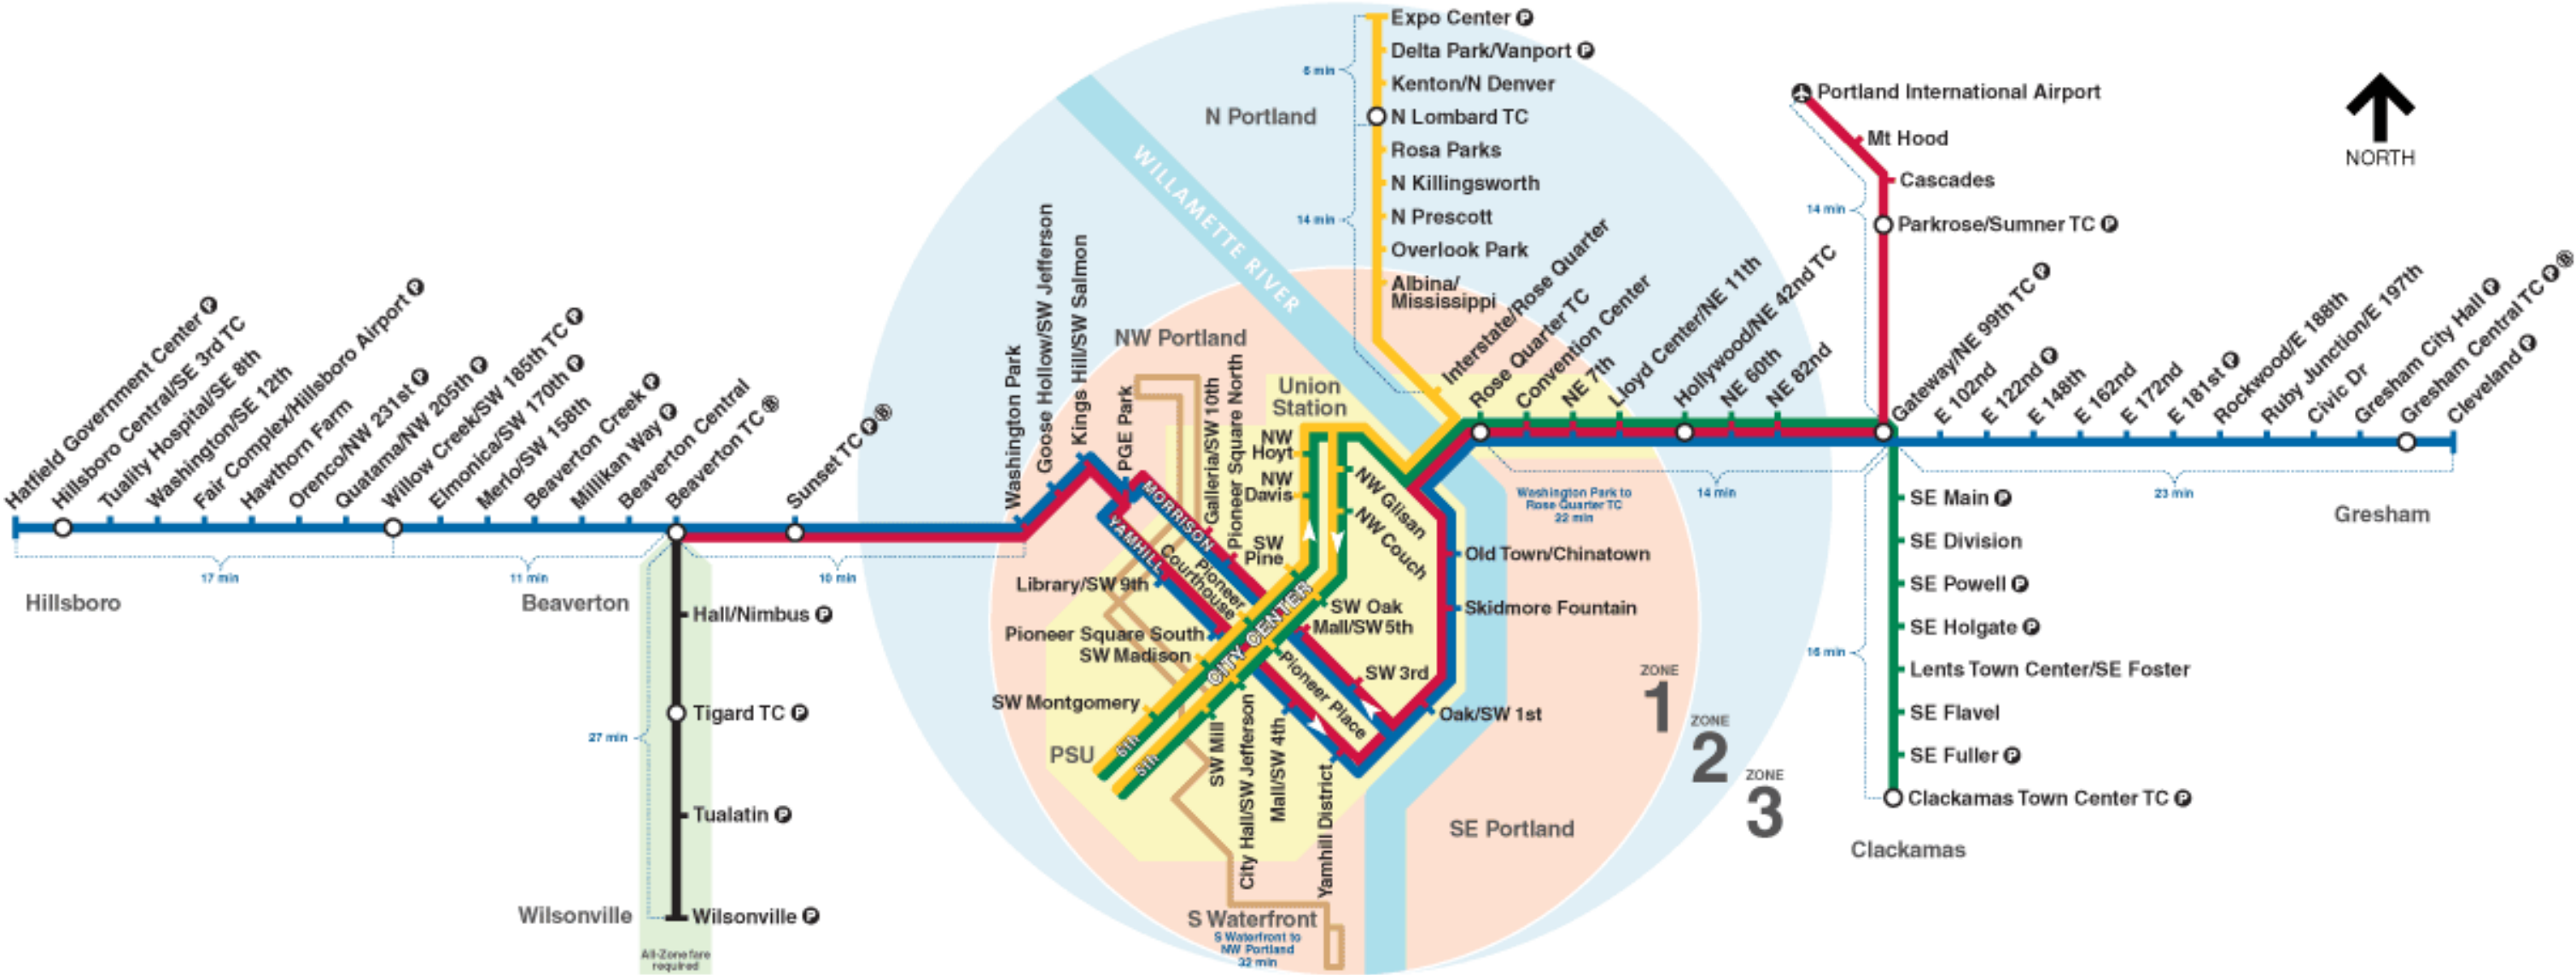 Expo Center P
Delta Park/Vanport P
6 min
Kenton/N Denver
N Portland
N Lombard TC
Rosa Parks
N Killingsworth
14 min
N Prescott
Overlook Park
Albina/
Mississippi
WILLAMETTE RIVER
Portland International Airport
Mt Hood
Cascades
14 min
Parkrose/Sumner TC P
NORTH
Hatfield Government Center P
Hillsboro Central/SE 3rd TC
Tuality Hospital/SE 8th
Washington/SE 12th
Fair Complex/Hillsboro Airport P
Hawthorn Farm
Orenco/NW 231st P
Quatama/NW 205th P
Willow Creek/SW 185th TC P
Elmonica/SW 170th P
Merlo/SW 158th
Beaverton Creek P
Millikan Way P
Beaverton Central
Beaverton TC B
Sunset TC P B
Washington Park
Goose Hollow/SW Jefferson
Kings Hill/SW Salmon
PGE Park
NW Portland
Galleria/SW 10th
Pioneer Square North
Union
Station
Interstate/Rose Quarter
Rose Quarter TC
Convention Center
NE 7th
Lloyd Center/NE 11th
Hollywood/NE 42nd TC
NE 60th
NE 82nd
Gateway/NE 99th TC P
E 102nd
E 122nd P
E 148th
E 162nd
E 172nd
E 181st P
Rockwood/E 188th
Ruby Junction/E 197th
Civic Dr
Gresham City Hall P
Gresham Central TC P B
Cleveland P
17 min
11 min
10 min
Hillsboro
Beaverton
MORRISON
YAMHILL
NW
Hoyt
NW
Davis
SW
Pine
NW Glisan
NW Couch
Pioneer
Courthouse
Library/SW 9th
Pioneer Square South
SW Madison
SW Montgomery
CITY CENTER
SW Oak
Mall/SW 5th
SW 3rd
Pioneer Place
Old Town/Chinatown
Skidmore Fountain
Oak/SW 1st
Washington Park to
Rose Quarter TC
22 min
14 min
23 min
Gresham
PSU
6th
5th
SW Mill
City Hall/SW Jefferson
Mall/SW 4th
Yamhill District
SE Portland
S Waterfront
S Waterfront to
NW Portland
32 min
ZONE
1
ZONE
2
ZONE
3
SE Main P
SE Division
SE Powell P
SE Holgate P
16 min
Lents Town Center/SE Foster
SE Flavel
SE Fuller P
Clackamas Town Center TC P
Clackamas
Hall/Nimbus P
Tigard TC P
27 min
Tualatin P
Wilsonville
Wilsonville P
All-Zone fare
required